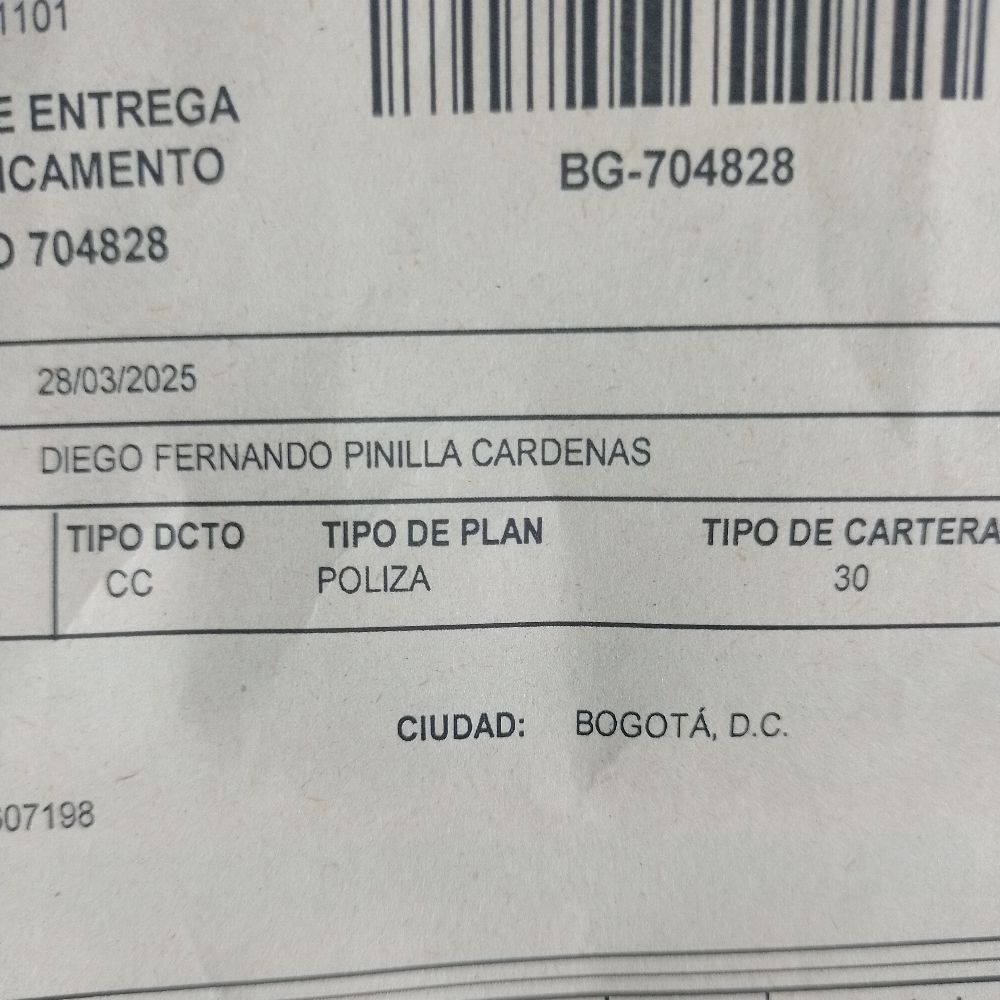 1101
E ENTREGA
ICAMENTO
BG-704828
O 704828
28/03/2025
DIEGO FERNANDO PINILLA CARDENAS
TIPO DCTO TIPO DE PLAN TIPO DE CARTERA
CC POLIZA 30
CIUDAD: BOGOTÁ, D.C.
607198